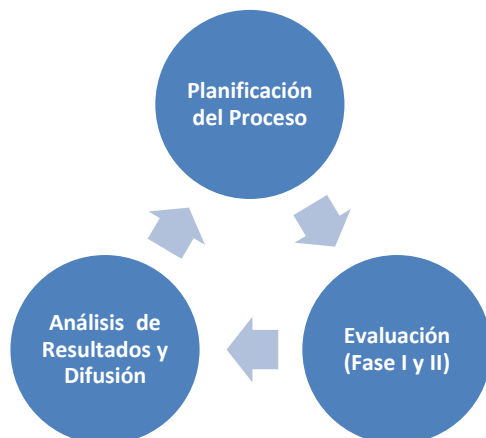 Planificación
del Proceso
Evaluación
(Fase I y II)
Análisis de
Resultados y
Difusión